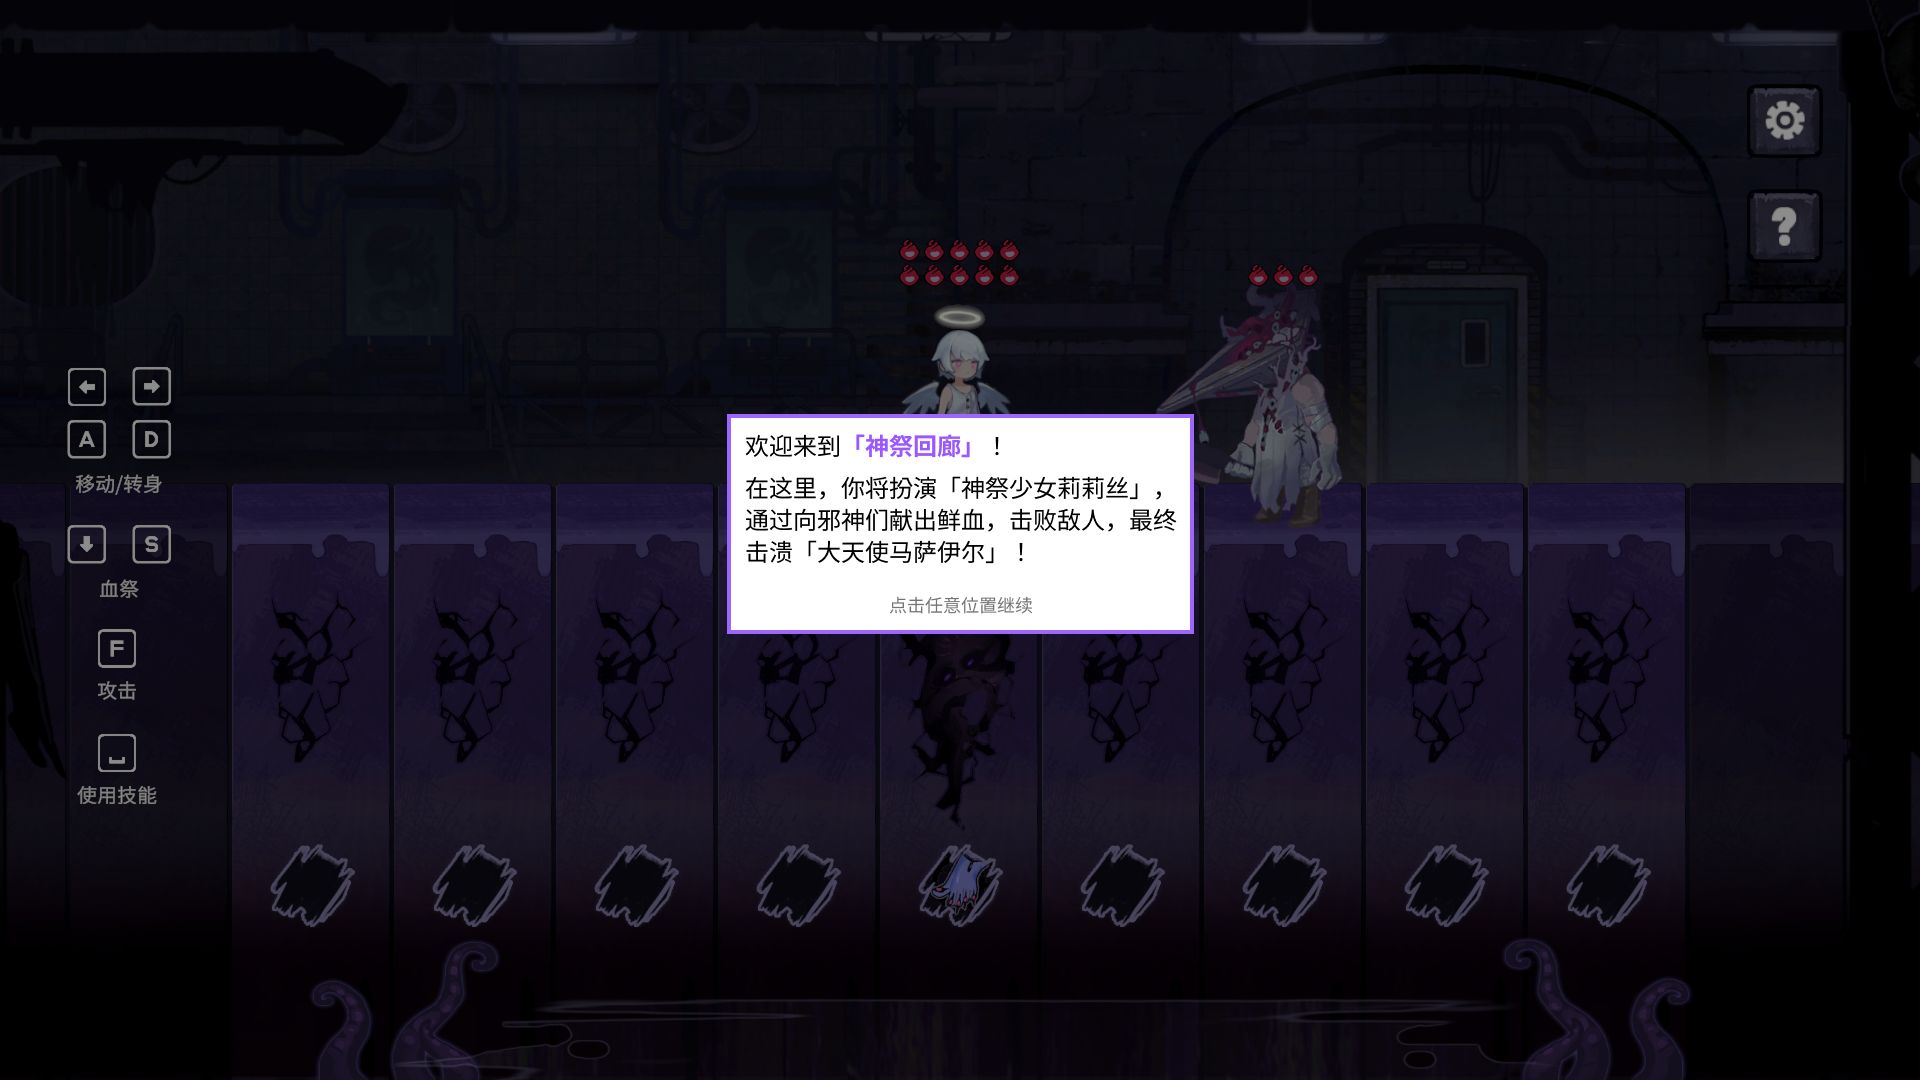 欢迎来到「神祭回廊」！
在这里，你将扮演「神祭少女莉莉丝」，
通过向邪神们献出鲜血，击败敌人，最终
击溃「大天使马萨伊尔」！
点击任意位置继续
A D
移动/转身
S
血祭
F
攻击
使用技能
?